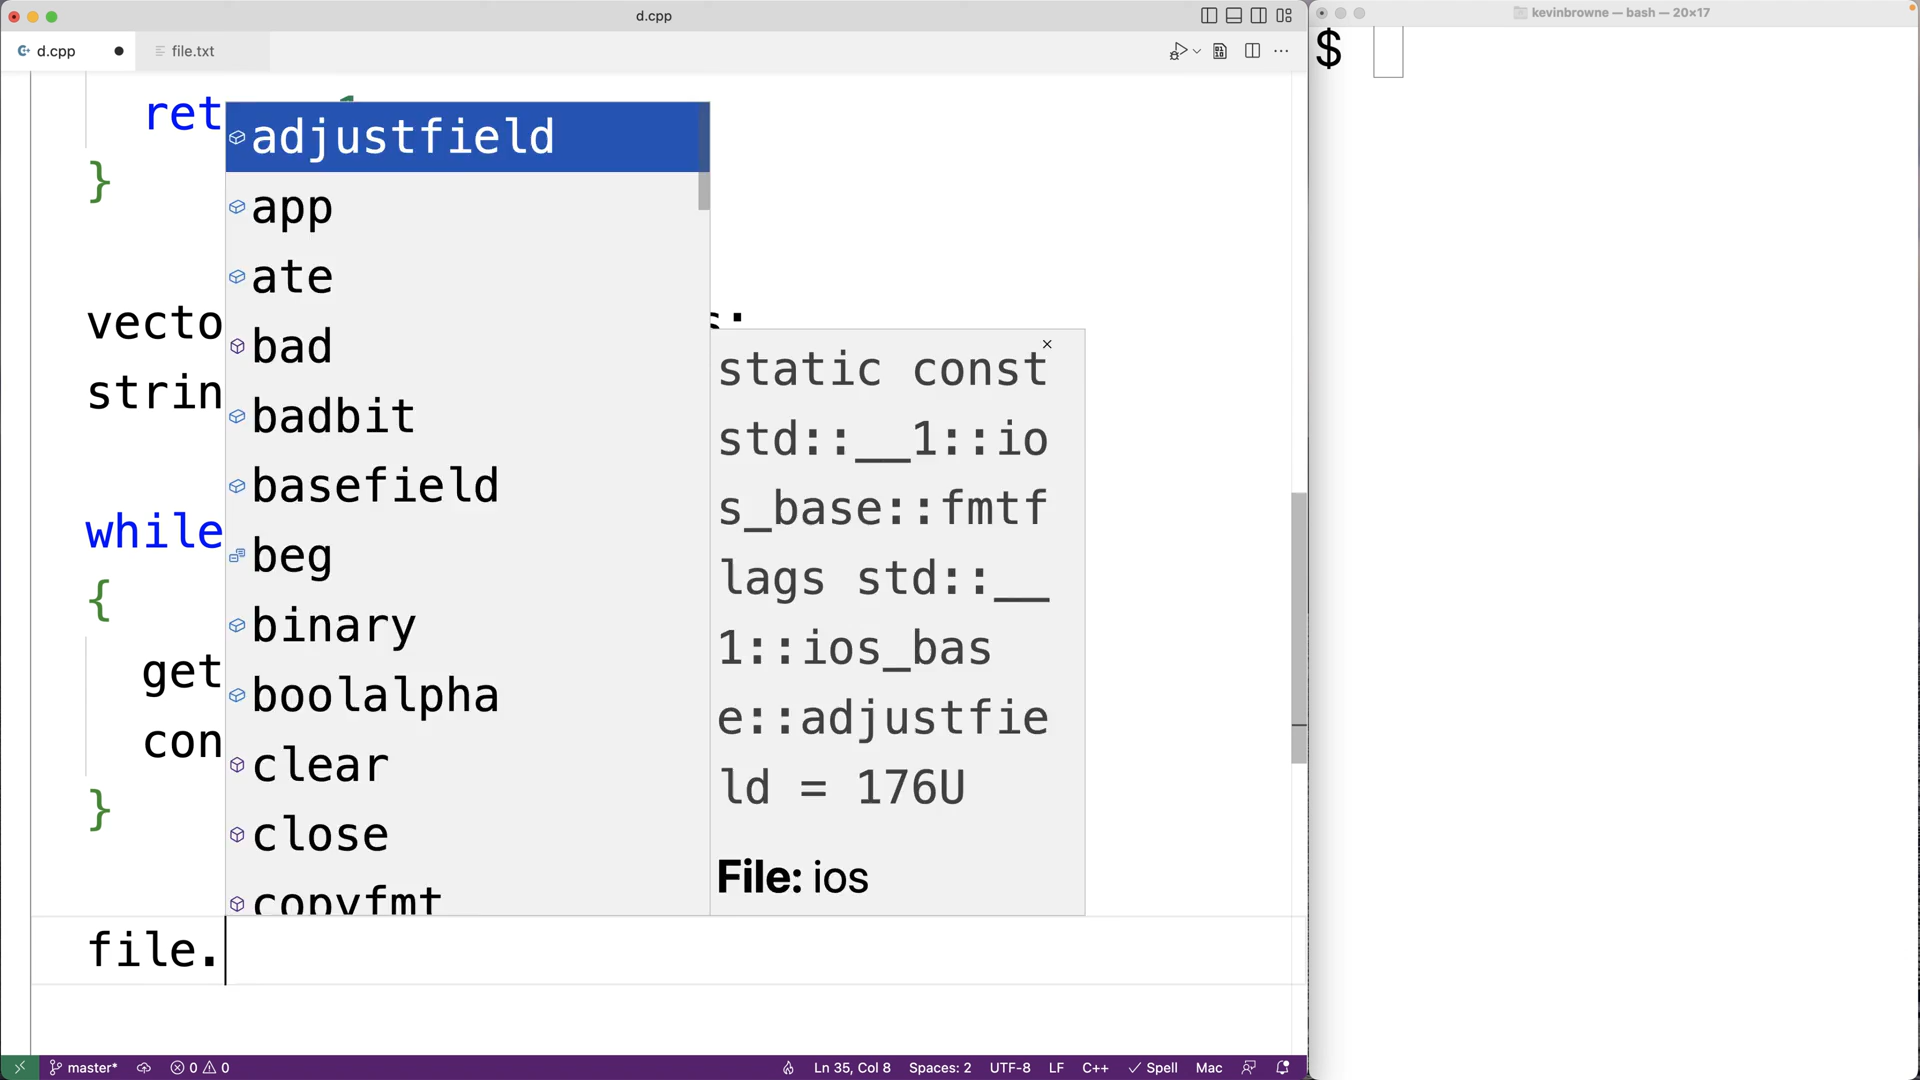 d.cpp
kevinbrowne — bash — 20×17
d.cpp
file.txt
$
ret
}
vecto
strin
while
{
get
con
}
file.
adjustfield
app
ate
bad
badbit
basefield
beg
binary
boolalpha
clear
close
copyfmt
static const
std::__1::io
s_base::fmtf
lags std::__
1::ios_bas
e::adjustfie
ld = 176U
File: ios
master* 0 0 Ln 35, Col 8 Spaces: 2 UTF-8 LF C++ Spell Mac